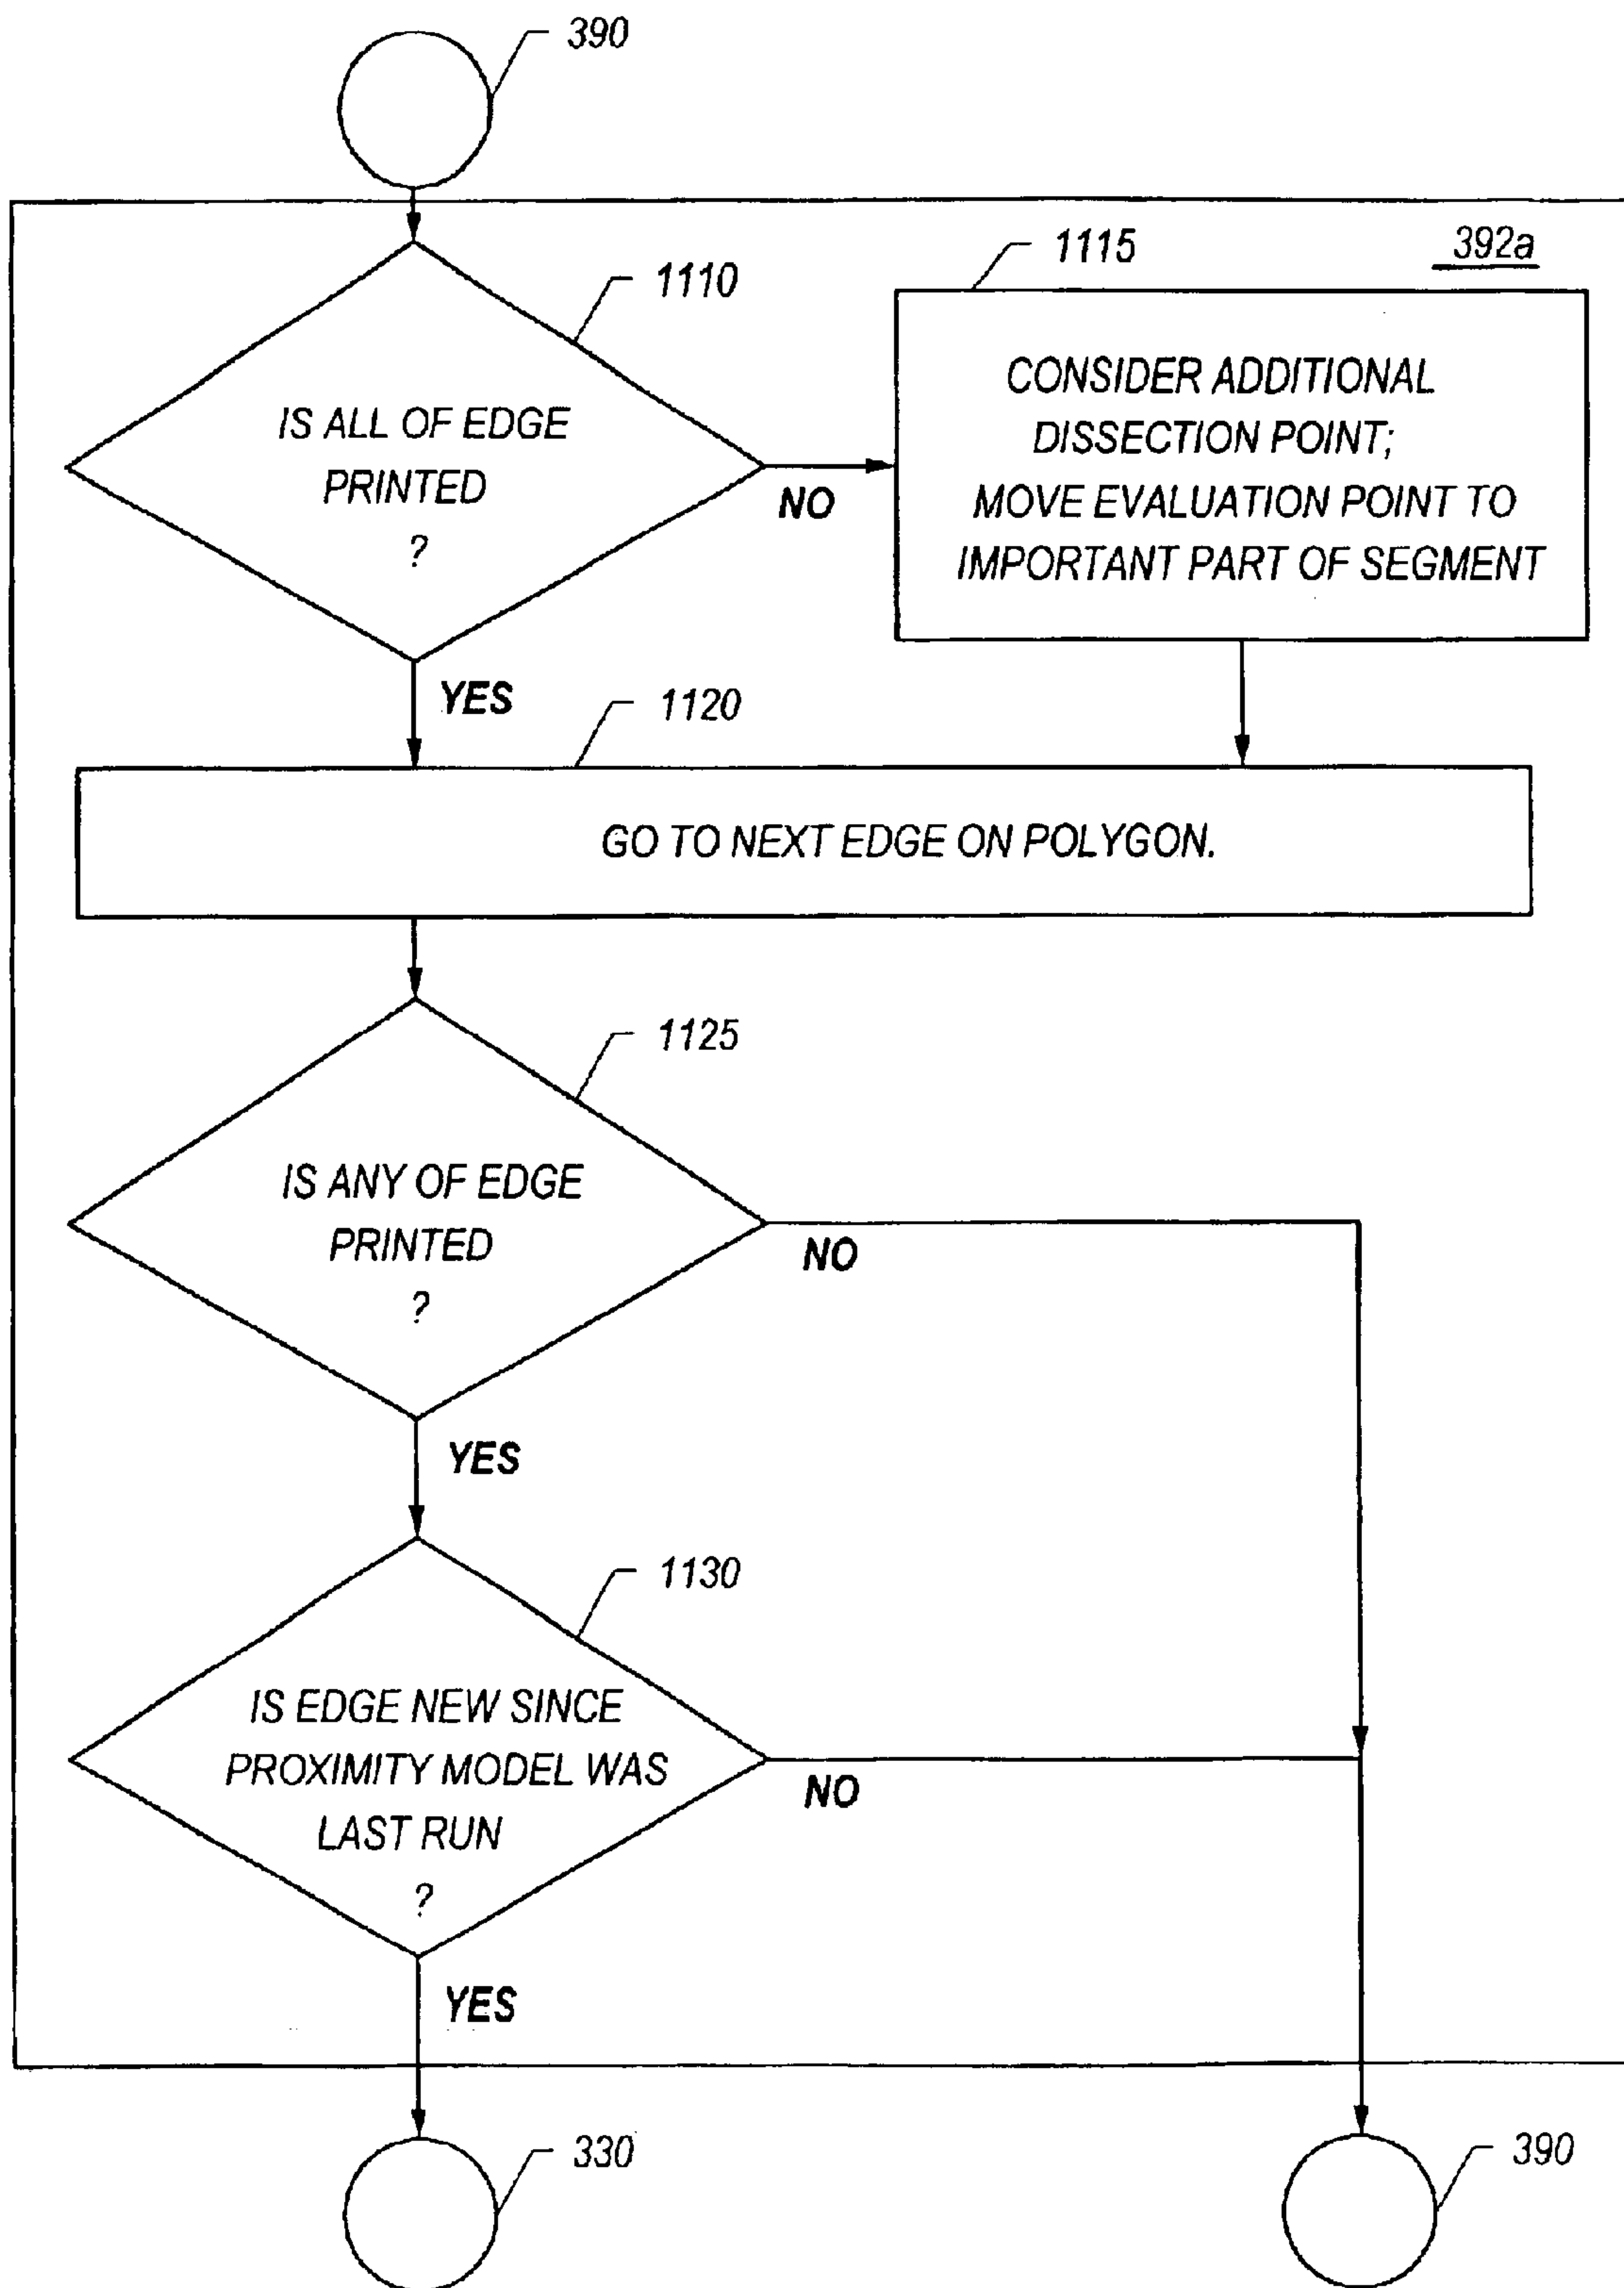 390
392a
1110
1115
IS ALL OF EDGE
PRINTED
?
NO
CONSIDER ADDITIONAL
DISSECTION POINT;
MOVE EVALUATION POINT TO
IMPORTANT PART OF SEGMENT
YES
1120
GO TO NEXT EDGE ON POLYGON.
1125
IS ANY OF EDGE
PRINTED
?
NO
YES
1130
IS EDGE NEW SINCE
PROXIMITY MODEL WAS
LAST RUN
?
NO
YES
330
390